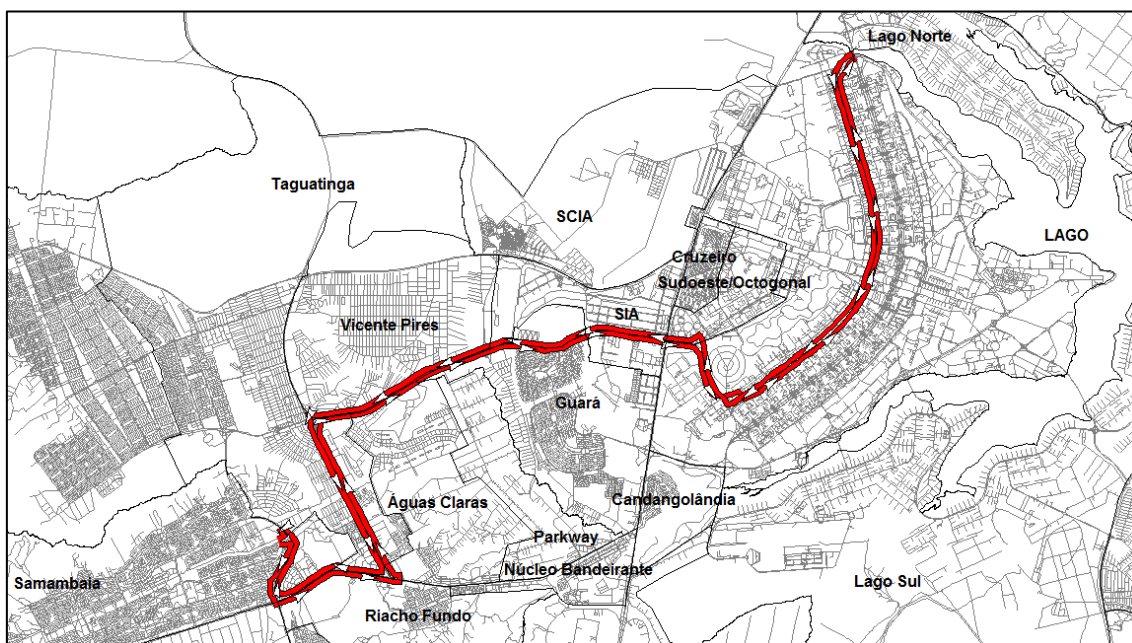 Lago Norte
Taguatinga
SCIA
LAGO
Cruzeiro
Sudoeste/Octogonal
SIA
Vicente Pires
Guará
Águas Claras
Candangolândia
Parkway
Núcleo Bandeirante
Samambaia
Lago Sul
Riacho Fundo